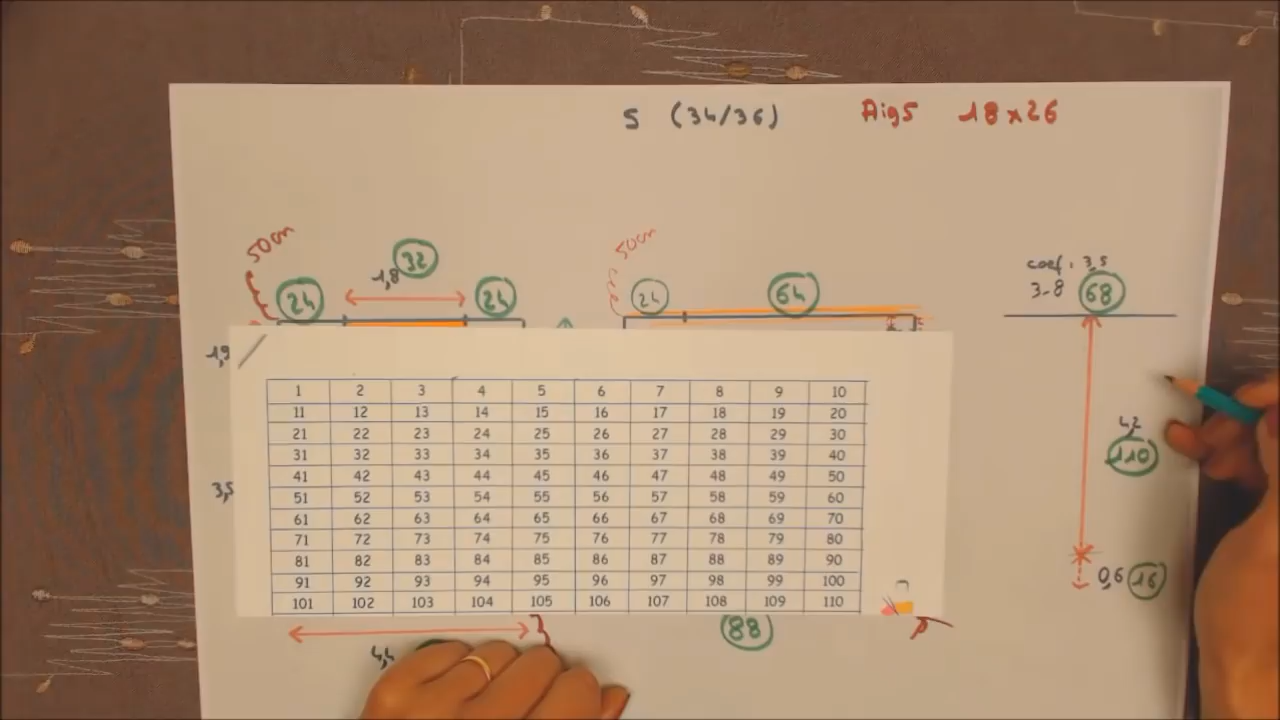 S (34/36) Aigs 18x26
50cm 1,8 32
24 24
50cm
24 64
coef. 3,5
3-8 68
1,9
3,5
1 2 3 4 5 6 7 8 9 10
11 12 13 14 15 16 17 18 19 20
21 22 23 24 25 26 27 28 29 30
31 32 33 34 35 36 37 38 39 40
41 42 43 44 45 46 47 48 49 50
51 52 53 54 55 56 57 58 59 60
61 62 63 64 65 66 67 68 69 70
71 72 73 74 75 76 77 78 79 80
81 82 83 84 85 86 87 88 89 90
91 92 93 94 95 96 97 98 99 100
101 102 103 104 105 106 107 108 109 110
4,2
110
0,6 16
88
4,4